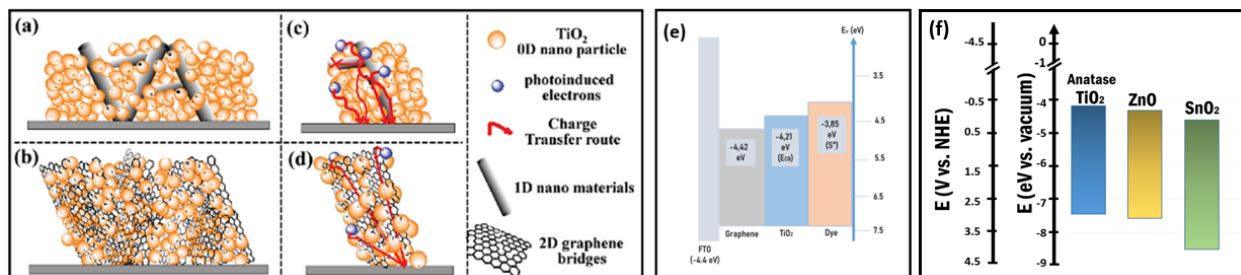 (a)
(b)
(c)
(d)
TiO₂
0D nano particle
photoinduced
electrons
Charge
Transfer route
1D nano materials
2D graphene
bridges
(e)
Eᵥ (eV)
3.5
4.5
5.5
6.5
7.5
-4,42
eV
-4,21
eV
(E_CB)
-3,85
eV
(S*)
Graphene
TiO₂
Dye
FTO
(-4.4 eV)
(f)
E (V vs. NHE)
-4.5
-0.5
0.5
1.5
2.5
3.5
4.5
E (eV vs. vacuum)
0
-1
-4
-5
-6
-7
-8
-9
Anatase
TiO₂
ZnO
SnO₂